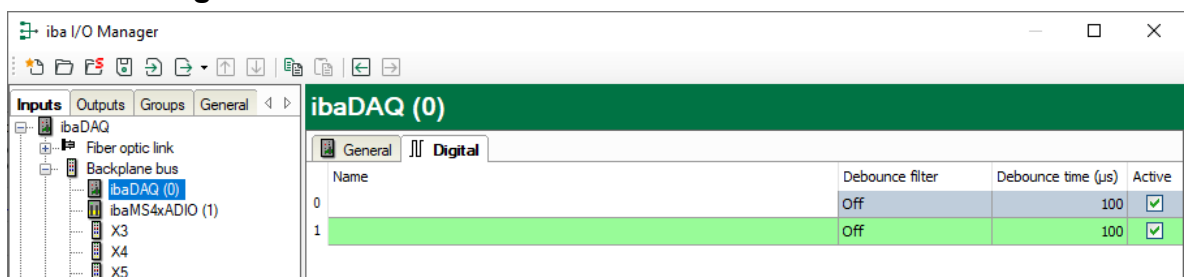 iba I/O Manager
Inputs Outputs Groups General
ibaDAQ (0)
ibaDAQ
General Digital
Fiber optic link
Backplane bus
Name Debounce filter Debounce time (µs) Active
ibaDAQ (0)
0 Off 100
ibaMS4xADIO (1)
X3
1 Off 100
X4
X5